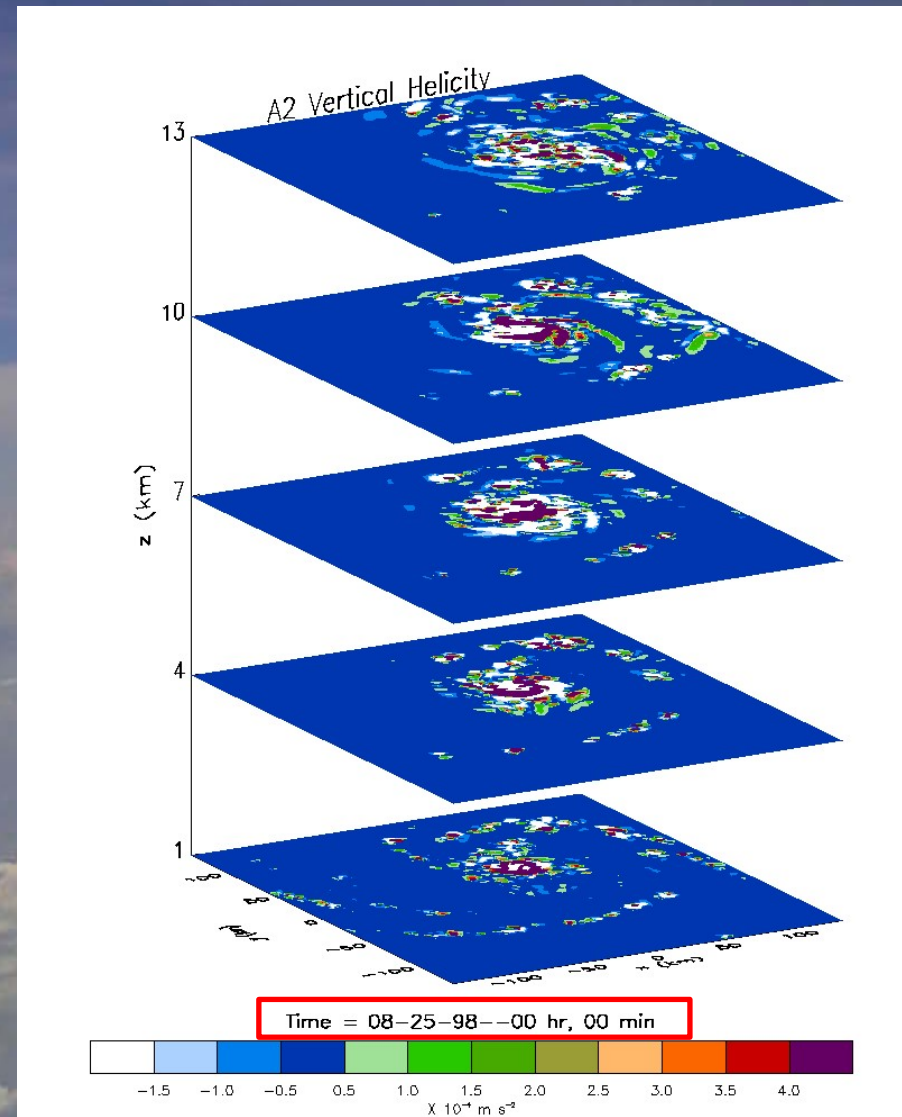 A2 Vertical Helicity
13
10
z (km)
7
4
1
100
50
0
y (km)
-50
-100
-100
-50
0
x (km)
50
100
Time = 08-25-98--00 hr, 00 min
-1.5 -1.0 -0.5 0.5 1.0 1.5 2.0 2.5 3.0 3.5 4.0
X 10⁻⁴ m s⁻²